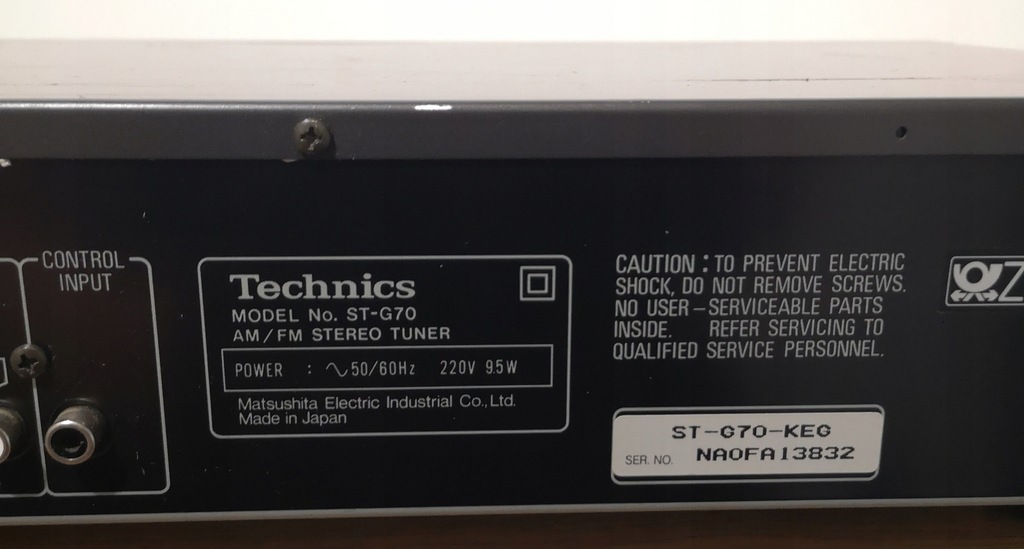 CONTROL
INPUT
Technics
MODEL No. ST-G70
AM/FM STEREO TUNER
POWER : ∿50/60Hz 220V 9.5W
Matsushita Electric Industrial Co.,Ltd.
Made in Japan
CAUTION : TO PREVENT ELECTRIC
SHOCK, DO NOT REMOVE SCREWS.
NO USER-SERVICEABLE PARTS
INSIDE. REFER SERVICING TO
QUALIFIED SERVICE PERSONNEL.
Z
ST-G70-KEG
SER. NO. NA0FA13832